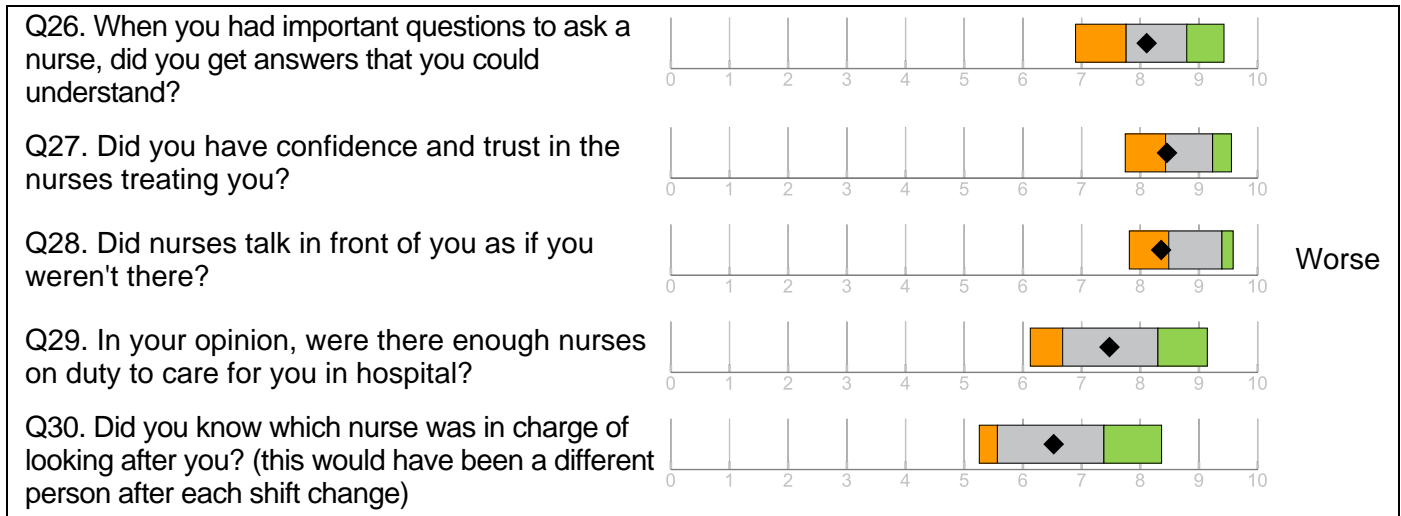 Q26. When you had important questions to ask a
nurse, did you get answers that you could
understand?
0 1 2 3 4 5 6 7 8 9 10
Q27. Did you have confidence and trust in the
nurses treating you?
0 1 2 3 4 5 6 7 8 9 10
Q28. Did nurses talk in front of you as if you
weren't there?
0 1 2 3 4 5 6 7 8 9 10
Worse
Q29. In your opinion, were there enough nurses
on duty to care for you in hospital?
0 1 2 3 4 5 6 7 8 9 10
Q30. Did you know which nurse was in charge of
looking after you? (this would have been a different
person after each shift change)
0 1 2 3 4 5 6 7 8 9 10